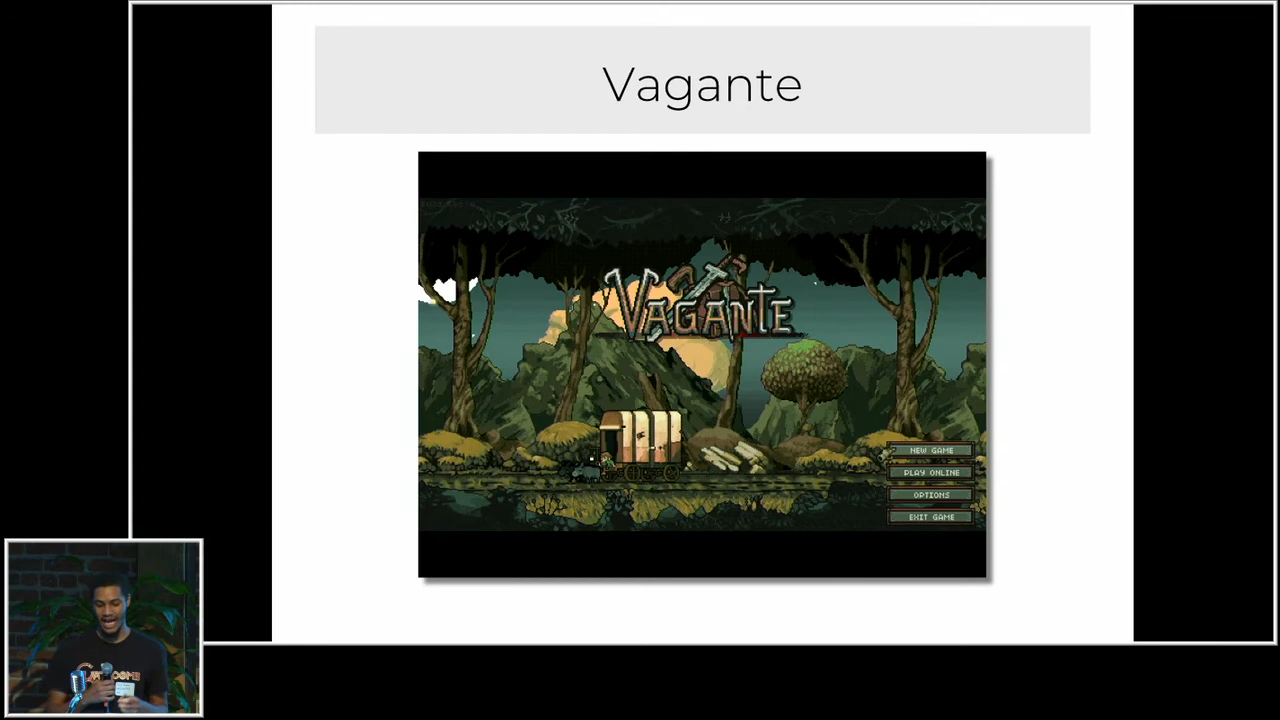 Vagante
VAGANTE
NEW GAME
PLAY ONLINE
OPTIONS
EXIT GAME